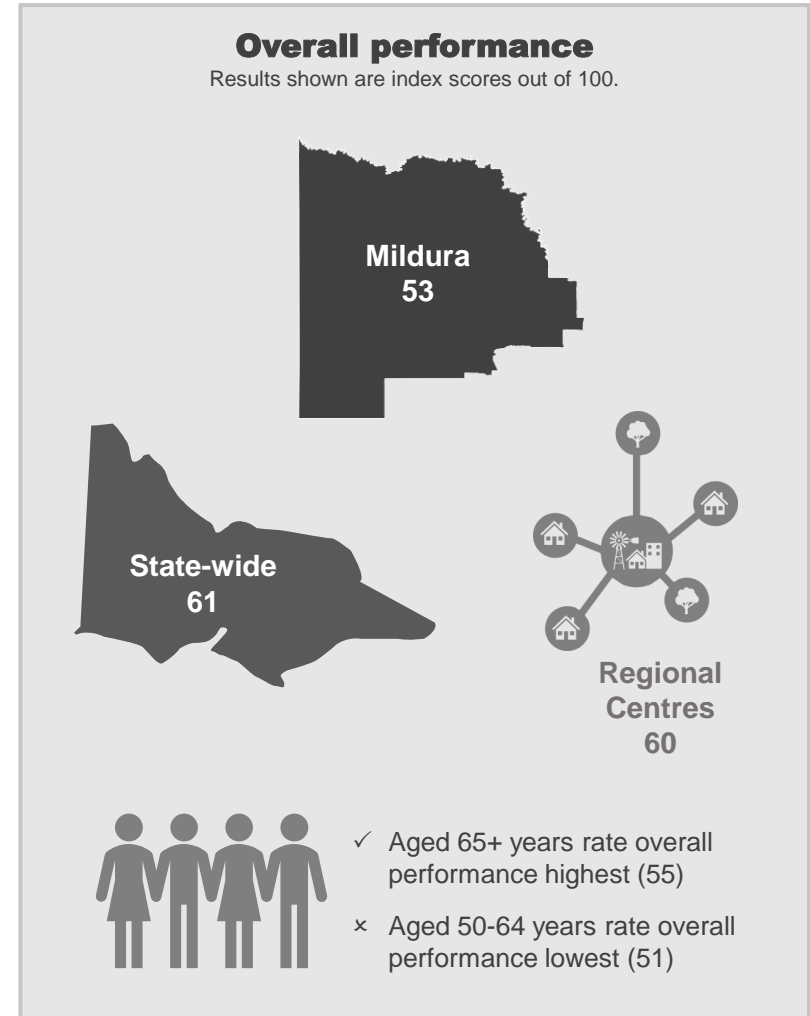 Overall performance
Results shown are index scores out of 100.
Mildura
53
State-wide
61
Regional
Centres
60
✓ Aged 65+ years rate overall
performance highest (55)
× Aged 50-64 years rate overall
performance lowest (51)